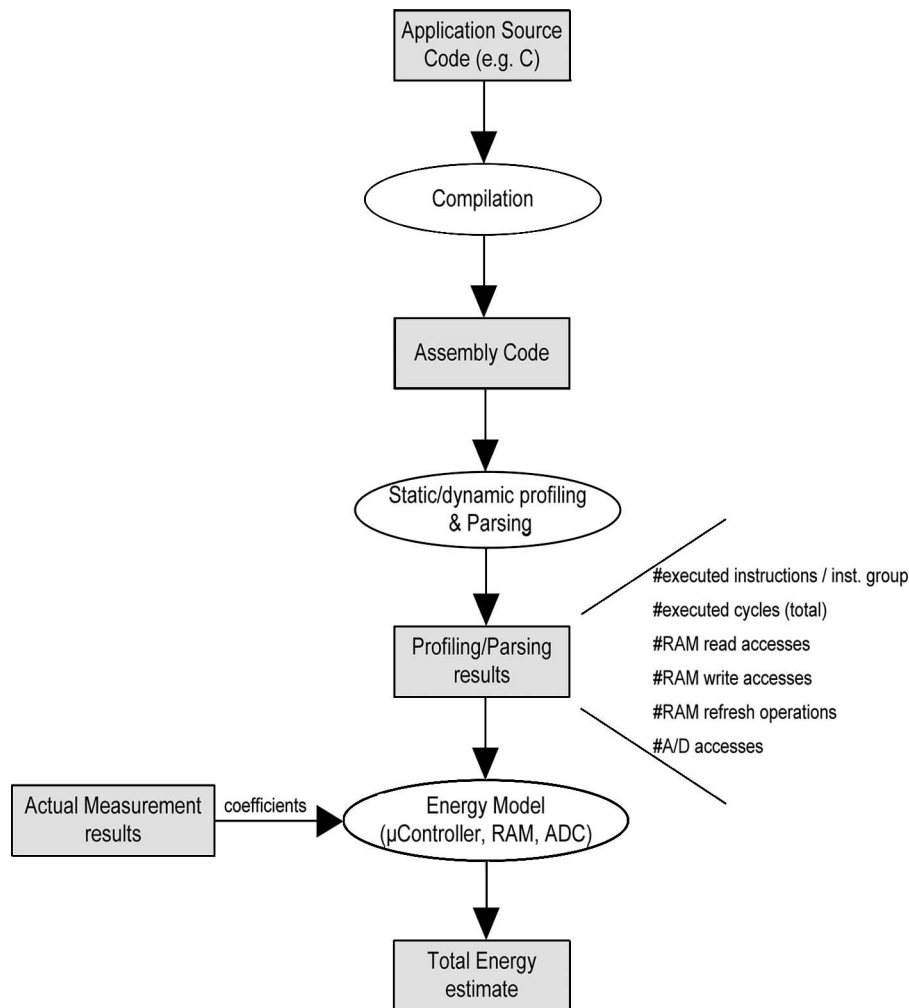 Application Source
Code (e.g. C)
Compilation
Assembly Code
Static/dynamic profiling
& Parsing
#executed instructions / inst. group
#executed cycles (total)
#RAM read accesses
#RAM write accesses
#RAM refresh operations
#A/D accesses
Profiling/Parsing
results
Actual Measurement
results
coefficients
Energy Model
(µController, RAM, ADC)
Total Energy
estimate